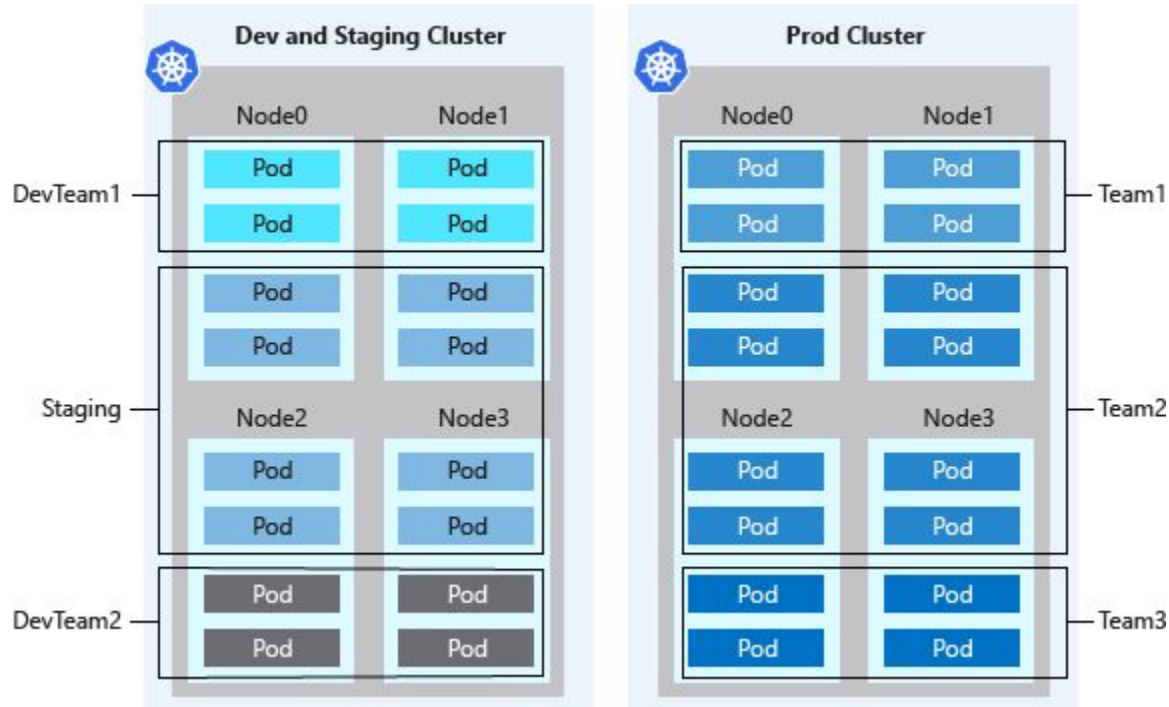 Dev and Staging Cluster
Prod Cluster
Node0 Node1
Node0 Node1
DevTeam1
Pod Pod
Pod Pod
Pod Pod
Pod Pod
Team1
Staging
Pod Pod
Pod Pod
Pod Pod
Pod Pod
Team2
Node2 Node3
Node2 Node3
Pod Pod
Pod Pod
Pod Pod
Pod Pod
DevTeam2
Pod Pod
Pod Pod
Pod Pod
Pod Pod
Team3